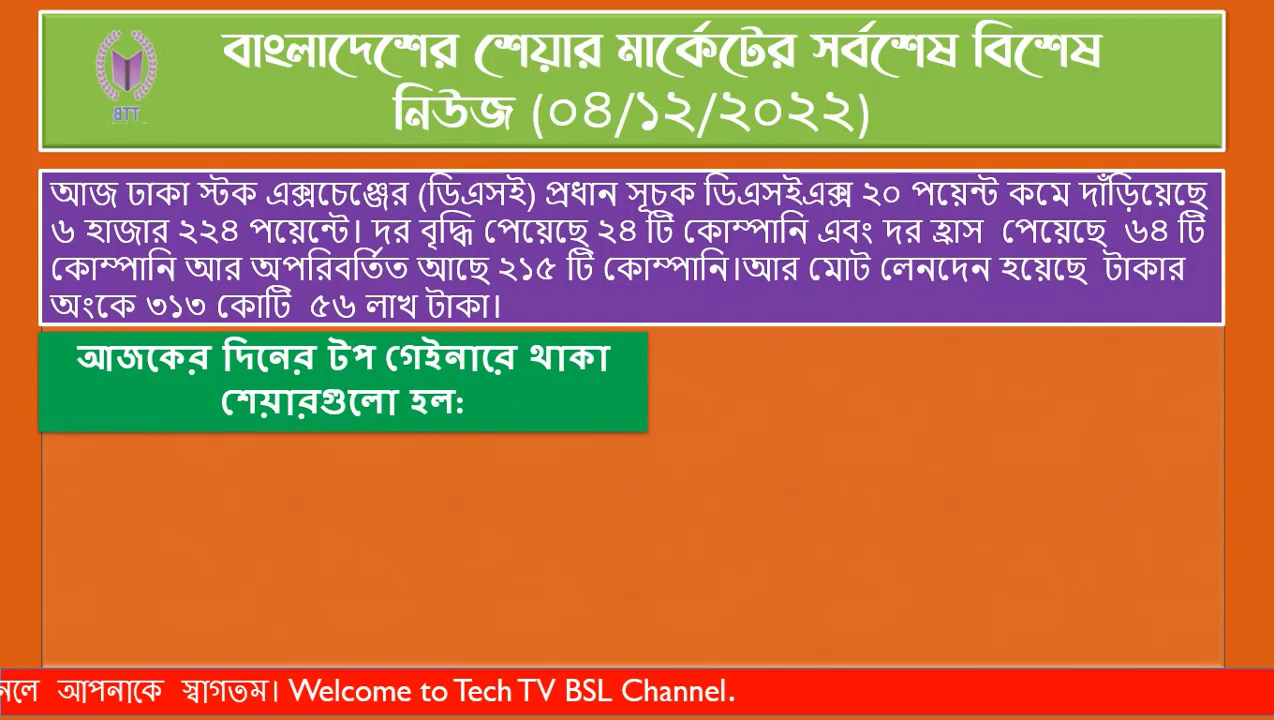 বাংলাদেশের শেয়ার মার্কেটের সর্বশেষ বিশেষ
নিউজ (০৪/১২/২০২২)
BTT
আজ ঢাকা স্টক এক্সচেঞ্জের (ডিএসই) প্রধান সূচক ডিএসইএক্স ২০ পয়েন্ট কমে দাঁড়িয়েছে
৬ হাজার ২২৪ পয়েন্টে। দর বৃদ্ধি পেয়েছে ২৪ টি কোম্পানি এবং দর হ্রাস পেয়েছে ৬৪ টি
কোম্পানি আর অপরিবর্তিত আছে ২১৫ টি কোম্পানি।আর মোট লেনদেন হয়েছে টাকার
অংকে ৩১৩ কোটি ৫৬ লাখ টাকা।
আজকের দিনের টপ গেইনারে থাকা
শেয়ারগুলো হল:
নলে আপনাকে স্বাগতম। Welcome to Tech TV BSL Channel.